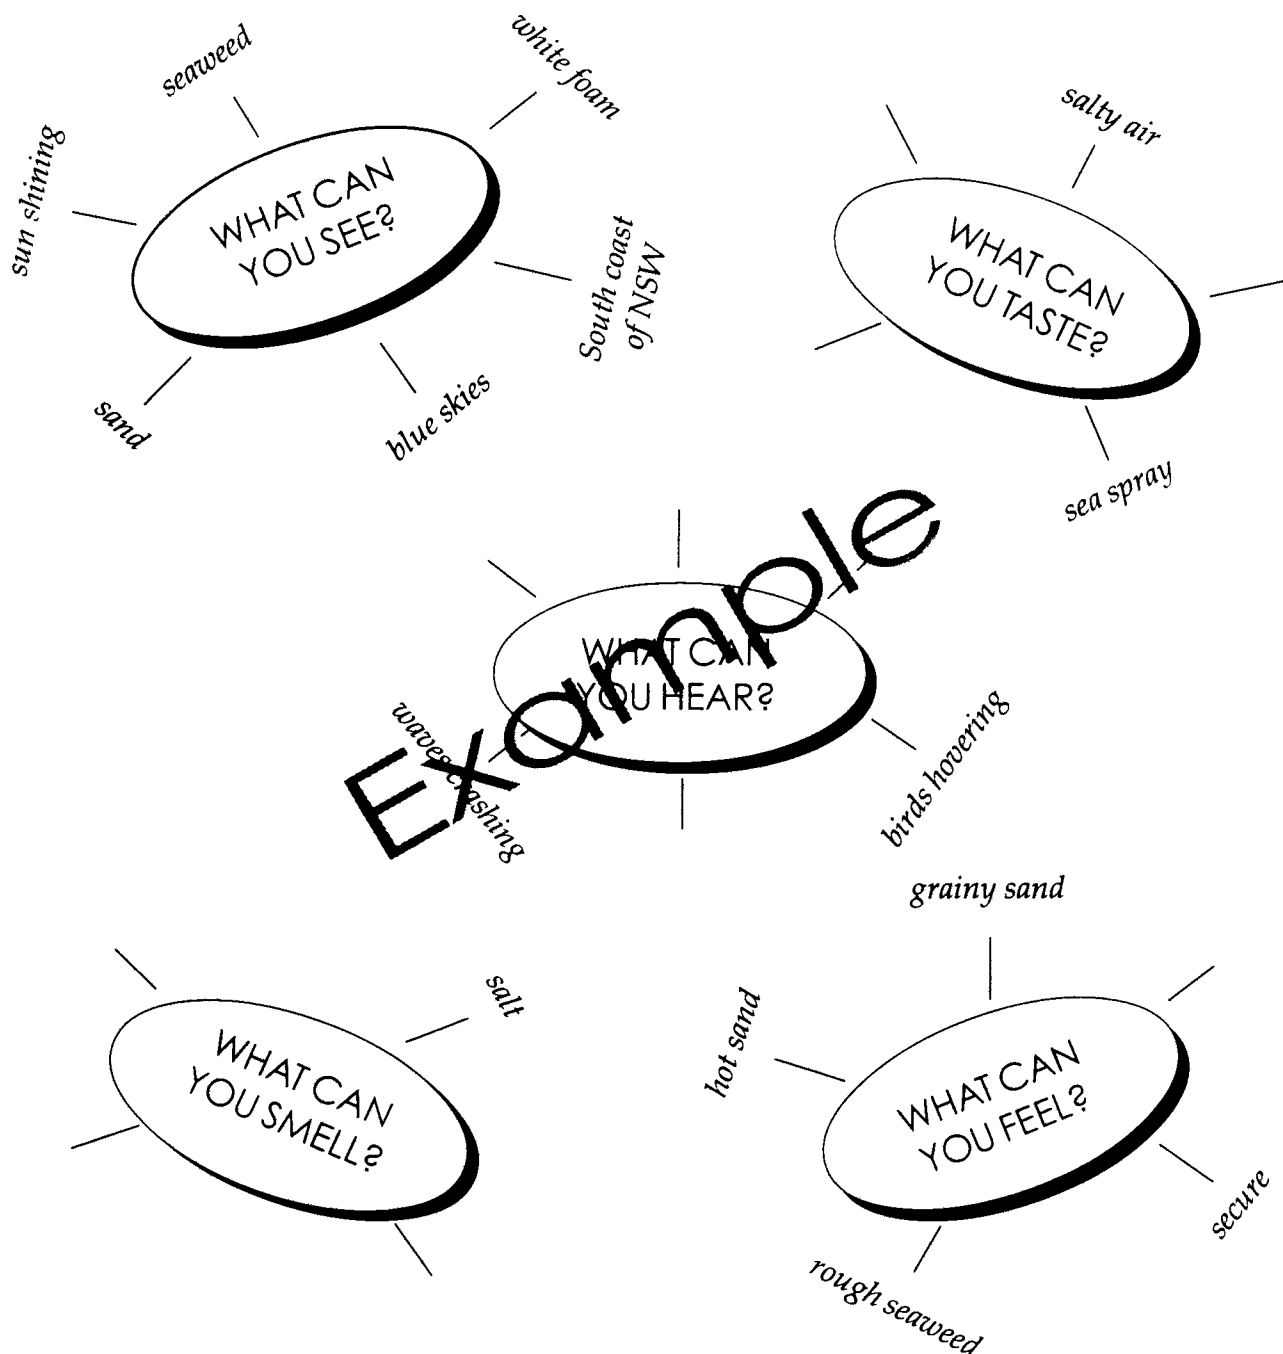 seaweed
white foam
sun shining
WHAT CAN
YOU SEE?
South coast
of NSW
sand
blue skies
salty air
WHAT CAN
YOU TASTE?
sea spray
Example
WHAT CAN
YOU HEAR?
waves crashing
birds hovering
salt
WHAT CAN
YOU SMELL?
grainy sand
hot sand
WHAT CAN
YOU FEEL?
secure
rough seaweed